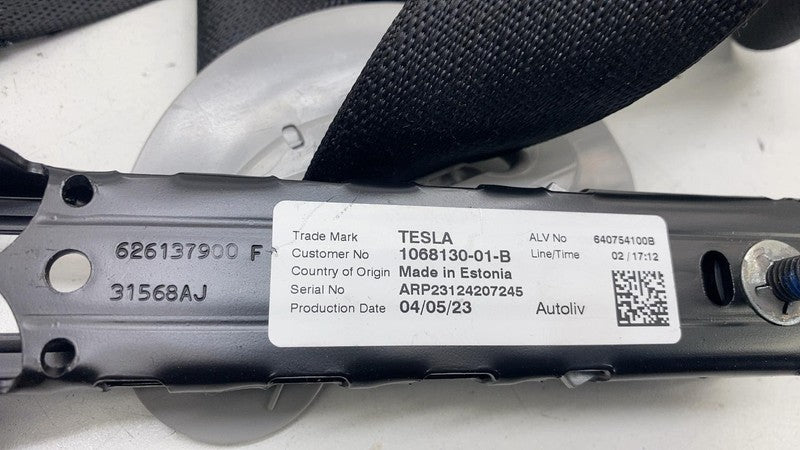 626137900 F
31568AJ
Trade Mark TESLA ALV No 640754100B
Customer No 1068130-01-B Line/Time 02 / 17:12
Country of Origin Made in Estonia
Serial No ARP23124207245
Production Date 04/05/23 Autoliv